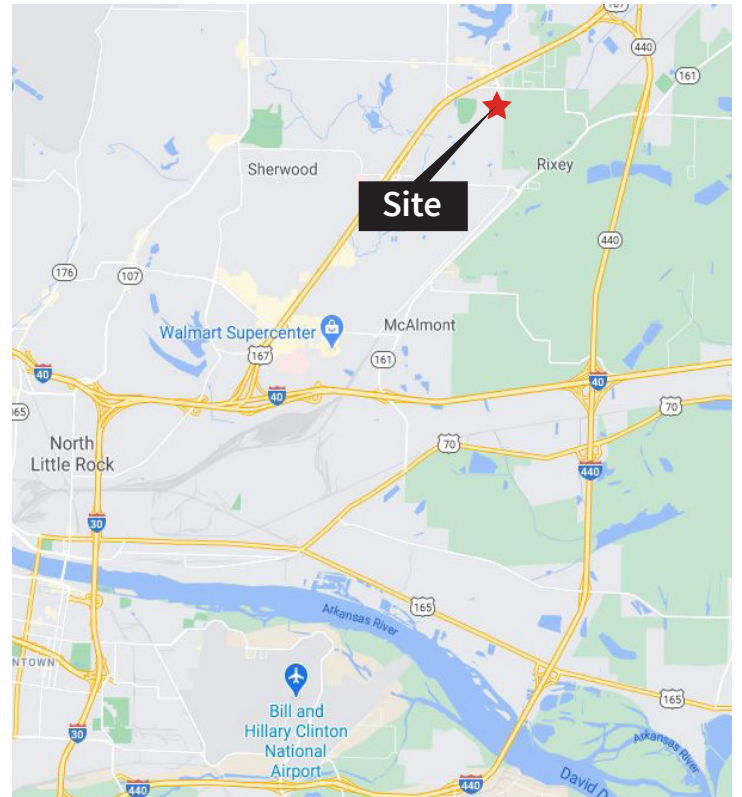 107
440
161
Sherwood
Rixey
Site
440
176
107
Walmart Supercenter
McAlmont
167
161
40
40
40
70
65
70
North
Little Rock
440
30
165
Arkansas River
NTOWN
165
Bill and
Hillary Clinton
National
Airport
30
Arkansas River
440
440
David D